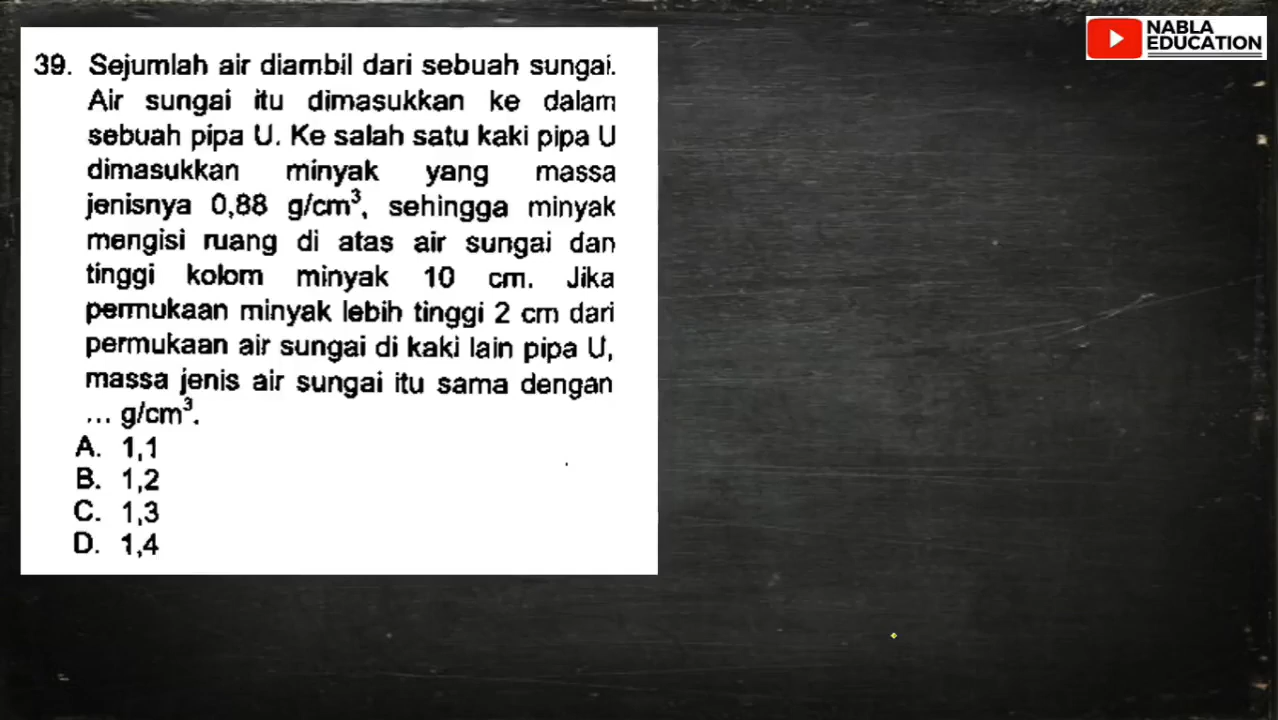 NABLA
EDUCATION
39. Sejumlah air diambil dari sebuah sungai.
Air sungai itu dimasukkan ke dalam
sebuah pipa U. Ke salah satu kaki pipa U
dimasukkan minyak yang massa
jenisnya 0,88 g/cm³, sehingga minyak
mengisi ruang di atas air sungai dan
tinggi kolom minyak 10 cm. Jika
permukaan minyak lebih tinggi 2 cm dari
permukaan air sungai di kaki lain pipa U,
massa jenis air sungai itu sama dengan
... g/cm³.
A. 1,1
B. 1,2
C. 1,3
D. 1,4